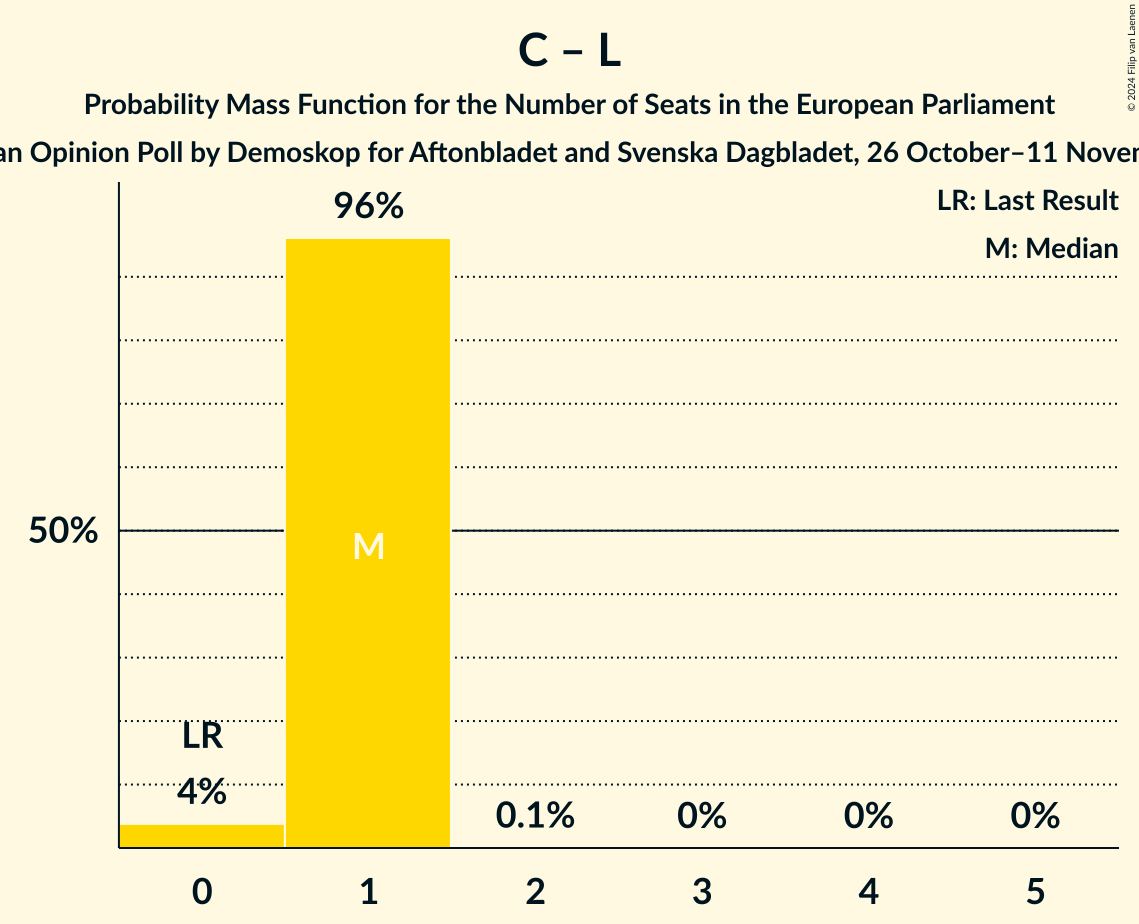 C – L
Probability Mass Function for the Number of Seats in the European Parliament
an Opinion Poll by Demoskop for Aftonbladet and Svenska Dagbladet, 26 October–11
© 2024 Filip van Laenen
LR: Last Result
M: Median
96%
50%
M
LR
4%
0.1%
0%
0%
0%
0
1
2
3
4
5